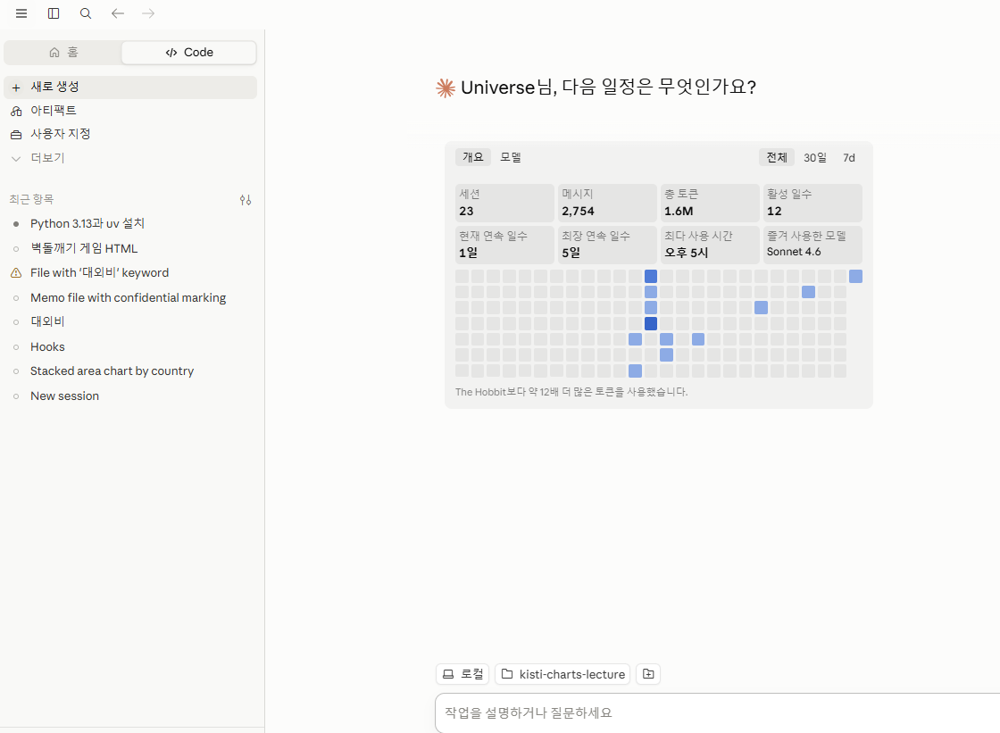 홈
Code
새로 생성
아티팩트
사용자 지정
더보기
최근 항목
Python 3.13과 uv 설치
벽돌깨기 게임 HTML
File with '대외비' keyword
Memo file with confidential marking
대외비
Hooks
Stacked area chart by country
New session
Universe님, 다음 일정은 무엇인가요?
개요 모델 전체 30일 7d
세션 메시지 총 토큰 활성 일수
23 2,754 1.6M 12
현재 연속 일수 최장 연속 일수 최다 사용 시간 즐겨 사용한 모델
1일 5일 오후 5시 Sonnet 4.6
The Hobbit보다 약 12배 더 많은 토큰을 사용했습니다.
로컬 kisti-charts-lecture
작업을 설명하거나 질문하세요